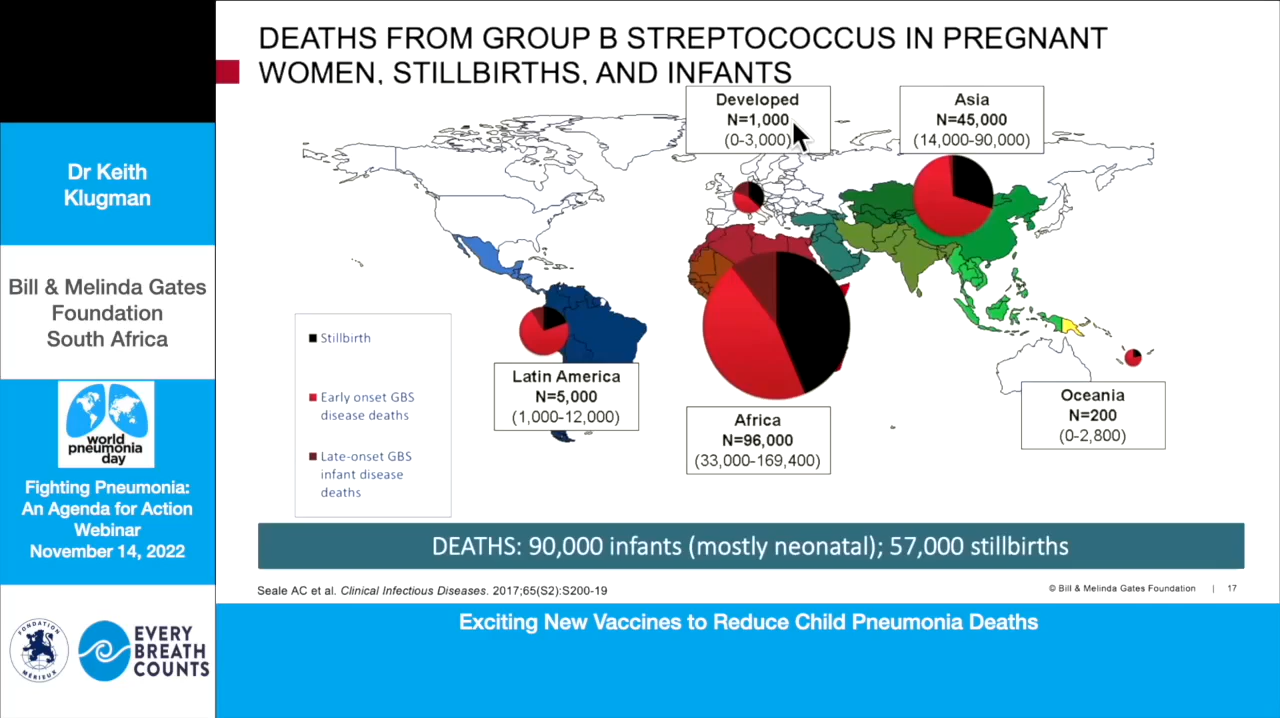 DEATHS FROM GROUP B STREPTOCOCCUS IN PREGNANT
WOMEN, STILLBIRTHS, AND INFANTS
Dr Keith
Klugman
Bill & Melinda Gates
Foundation
South Africa
world
pneumonia
day
Fighting Pneumonia:
An Agenda for Action
Webinar
November 14, 2022
FONDATION
MÉRIEUX
EVERY
BREATH
COUNTS
Developed
N=1,000
(0-3,000)
Asia
N=45,000
(14,000-90,000)
Stillbirth
Early onset GBS
disease deaths
Late-onset GBS
infant disease
deaths
Latin America
N=5,000
(1,000-12,000)
Africa
N=96,000
(33,000-169,400)
Oceania
N=200
(0-2,800)
DEATHS: 90,000 infants (mostly neonatal); 57,000 stillbirths
Seale AC et al. Clinical Infectious Diseases. 2017;65(S2):S200-19
© Bill & Melinda Gates Foundation | 17
Exciting New Vaccines to Reduce Child Pneumonia Deaths